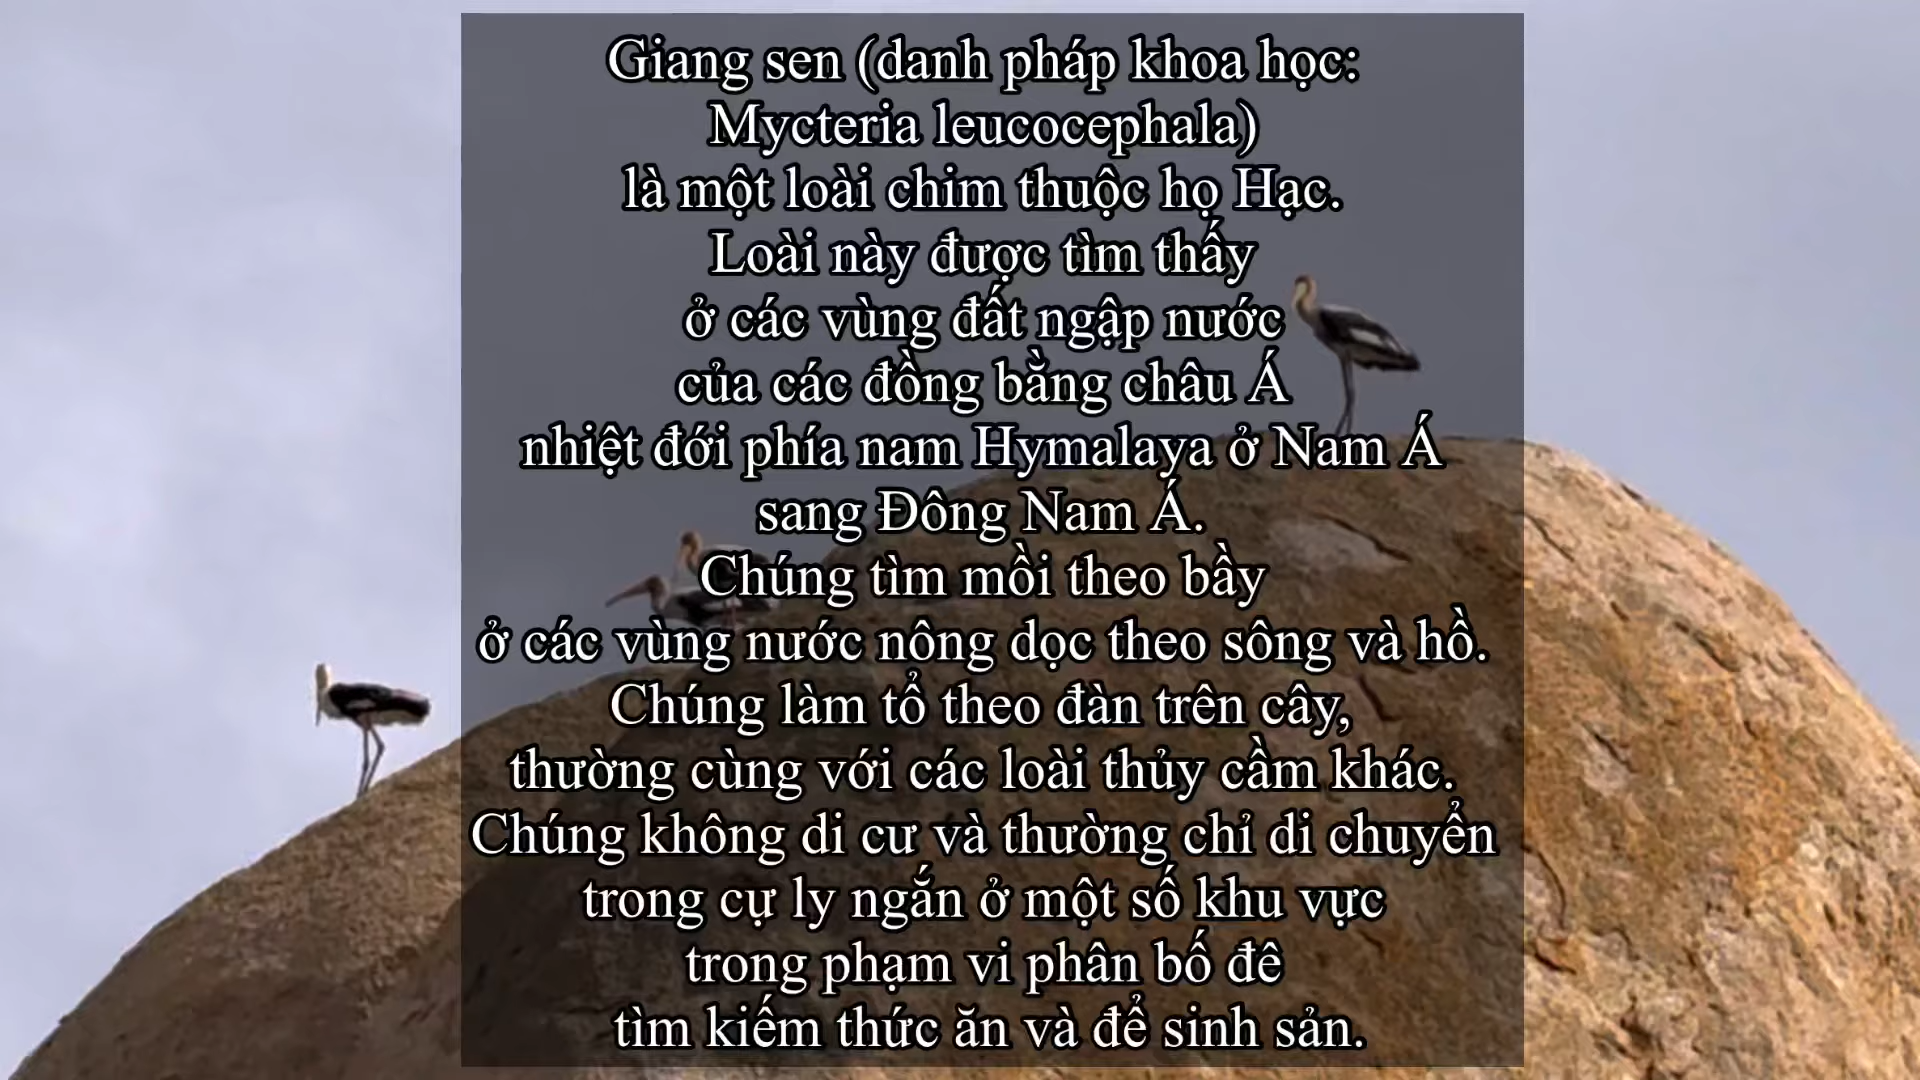 Giang sen (danh pháp khoa học:
Mycteria leucocephala)
là một loài chim thuộc họ Hạc.
Loài này được tìm thấy
ở các vùng đất ngập nước
của các đồng bằng châu Á
nhiệt đới phía nam Hymalaya ở Nam Á
sang Đông Nam Á.
Chúng tìm mồi theo bầy
ở các vùng nước nông dọc theo sông và hồ.
Chúng làm tổ theo đàn trên cây,
thường cùng với các loài thủy cầm khác.
Chúng không di cư và thường chỉ di chuyển
trong cự ly ngắn ở một số khu vực
trong phạm vi phân bố đê
tìm kiếm thức ăn và để sinh sản.